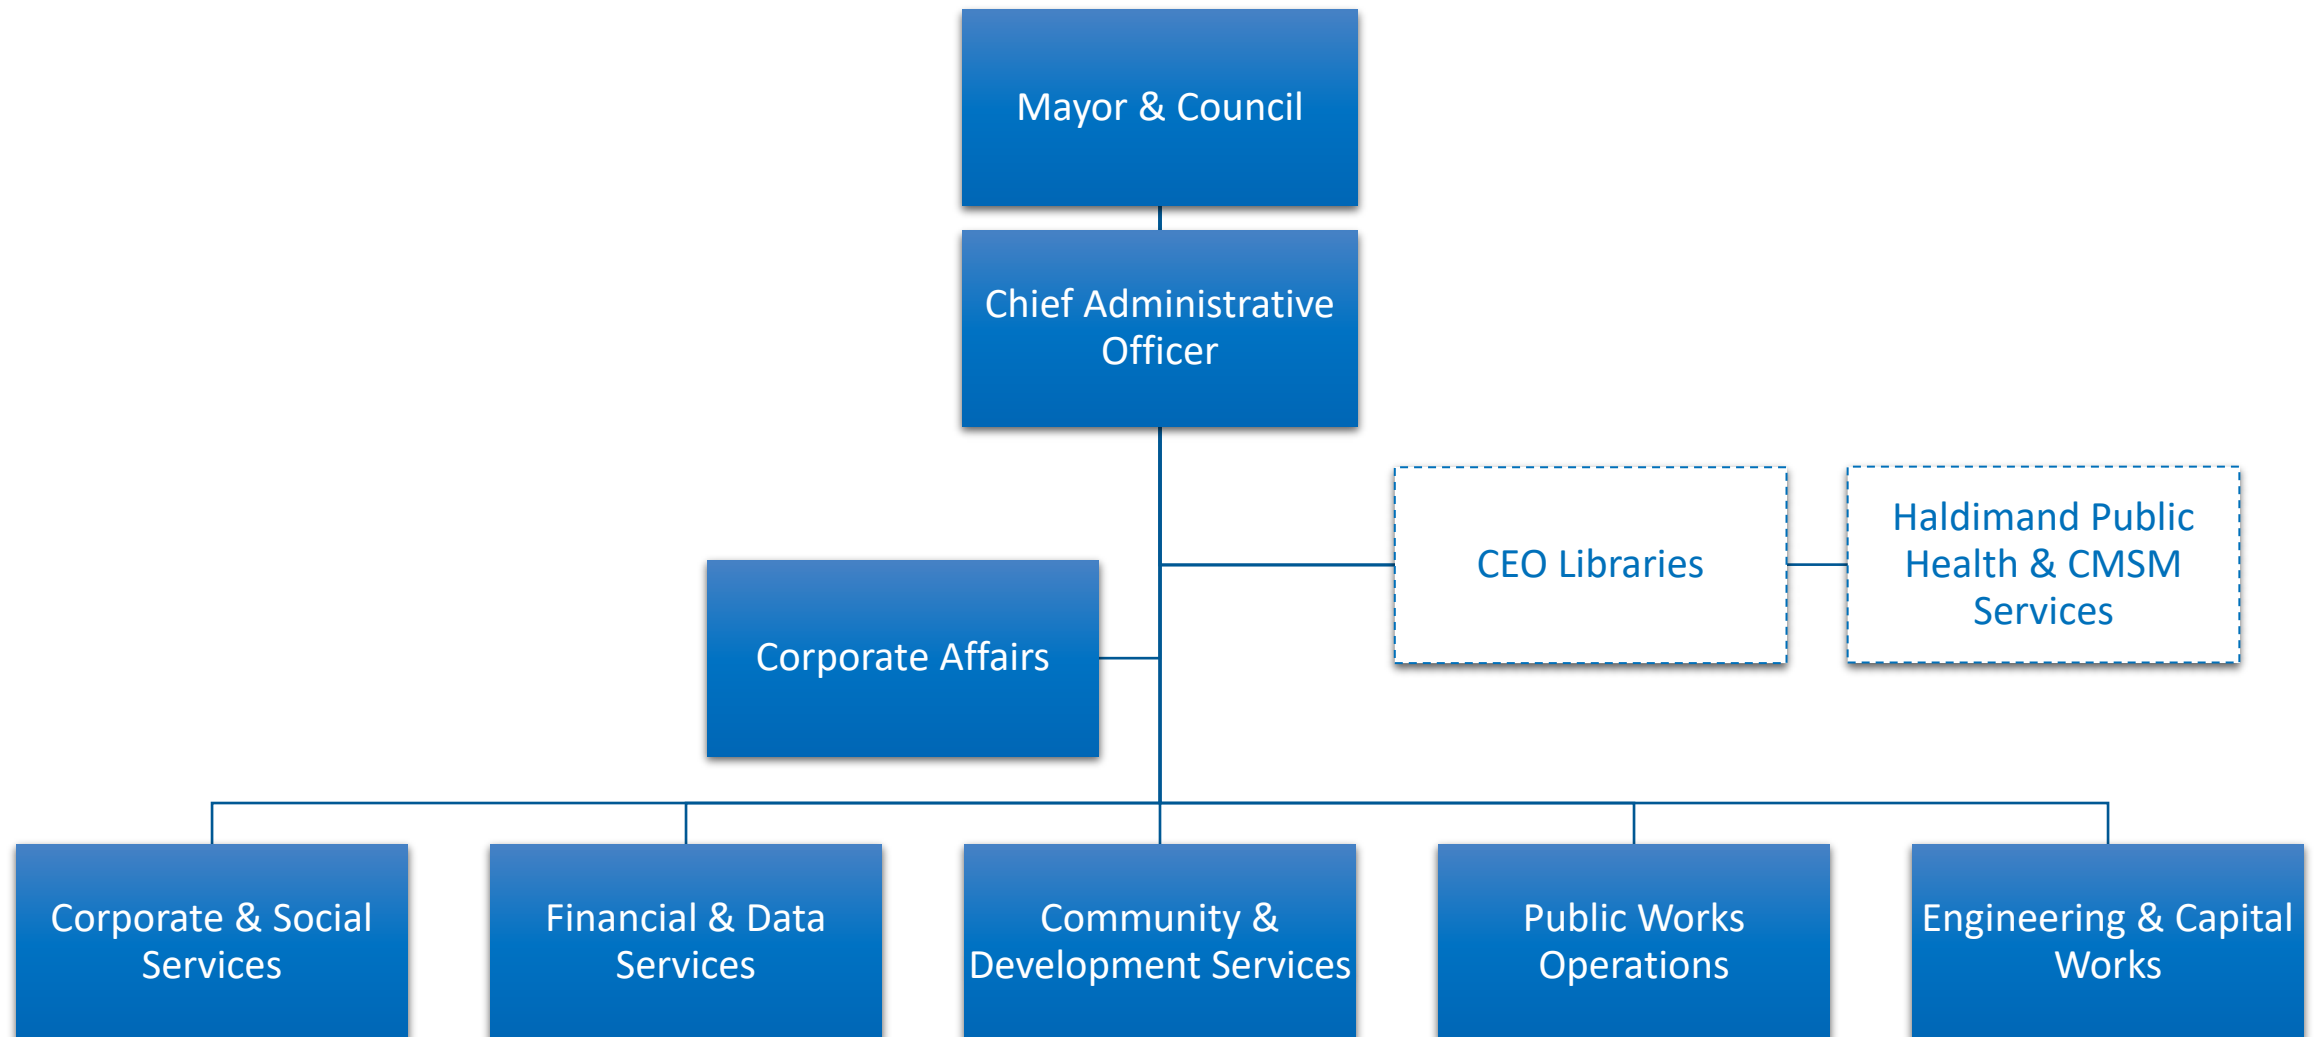 Mayor & Council
Chief Administrative
Officer
CEO Libraries
Haldimand Public
Health & CMSM
Services
Corporate Affairs
Corporate & Social
Services
Financial & Data
Services
Community &
Development Services
Public Works
Operations
Engineering & Capital
Works